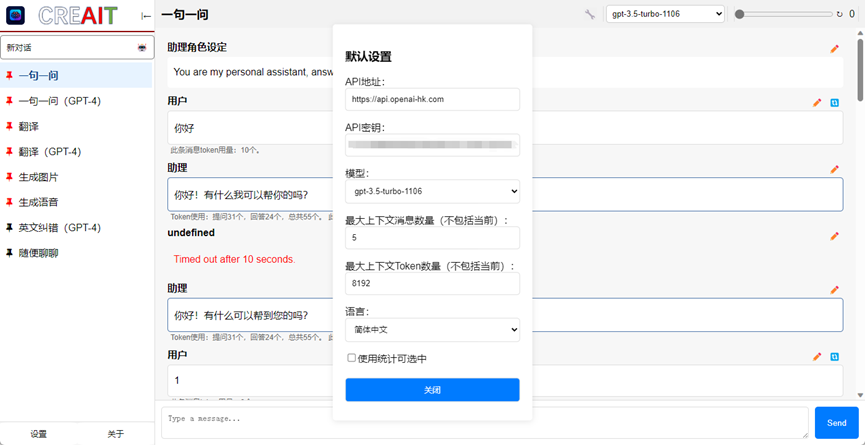 CREAIT
新对话
一句一问
一句一问（GPT-4）
翻译
翻译（GPT-4）
生成图片
生成语音
英文纠错（GPT-4）
随便聊聊
设置
关于
一句一问
gpt-3.5-turbo-1106
0
助理角色设定
You are my personal assistant, answ
用户
你好
此条消息token用量：10个。
助理
你好！有什么我可以帮你的吗?
Token使用：提问31个，回答24个，总共55个。
undefined
Timed out after 10 seconds.
助理
你好！有什么可以帮到您的吗?
Token使用：提问31个，回答24个，总共55个。
用户
1
Type a message...
Send
默认设置
API地址：
https://api.openai-hk.com
API密钥：
模型：
gpt-3.5-turbo-1106
最大上下文消息数量（不包括当前）：
5
最大上下文Token数量（不包括当前）：
8192
语言：
简体中文
使用统计可选中
关闭